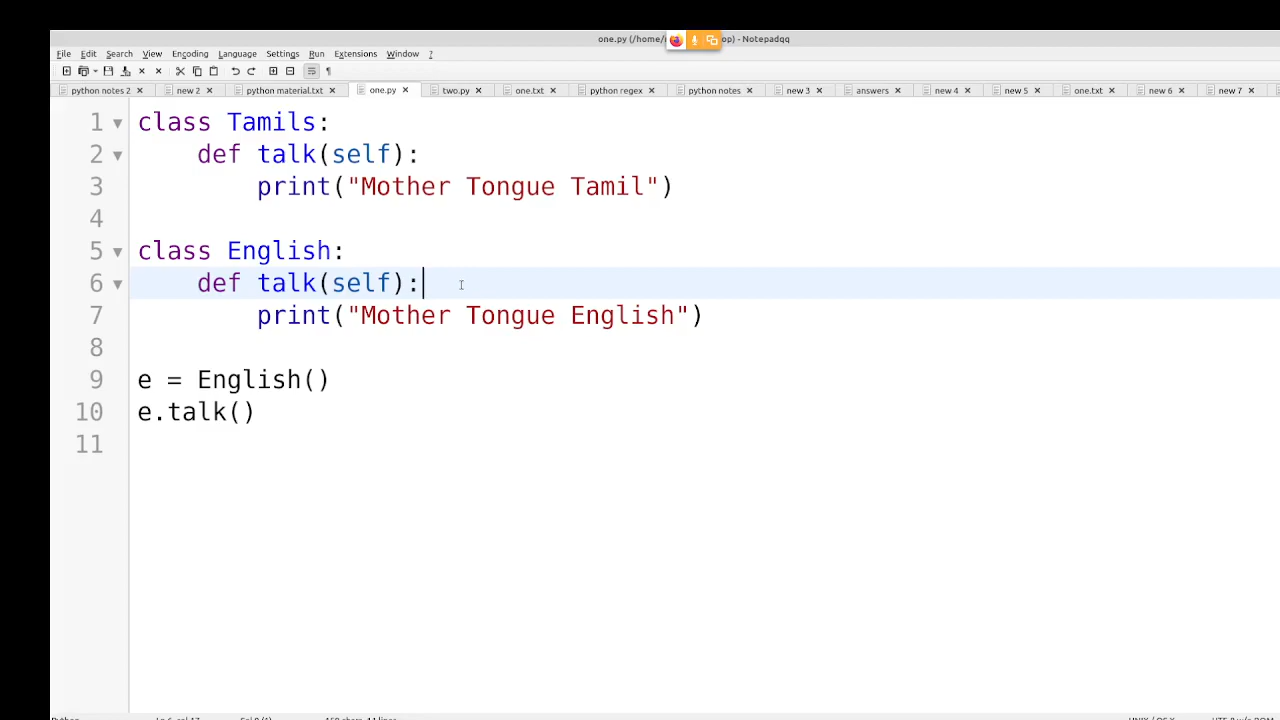 one.py (/home/ op) - Notepadqq
File Edit Search View Encoding Language Settings Run Extensions Window ?
python notes 2 new 2 python material.txt one.py two.py one.txt python regex python notes new 3 answers new 4 new 5 one.txt new 6 new 7
1 class Tamils:
2 def talk(self):
3 print("Mother Tongue Tamil")
4
5 class English:
6 def talk(self):
7 print("Mother Tongue English")
8
9 e = English()
10 e.talk()
11